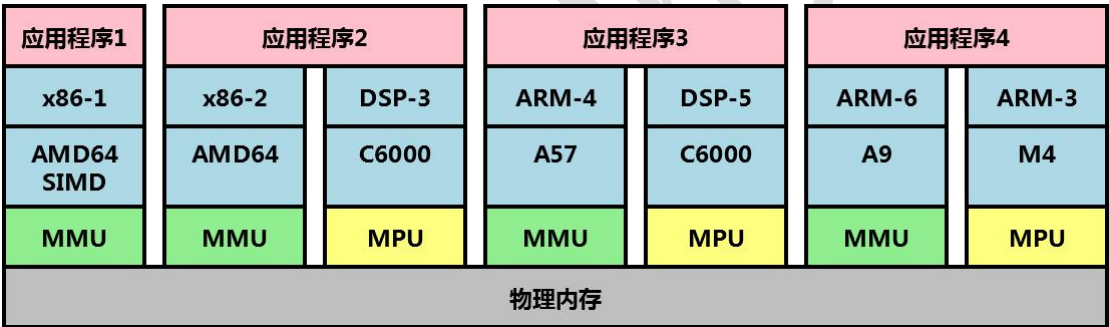 应用程序1 应用程序2 应用程序3 应用程序4
x86-1 x86-2 DSP-3 ARM-4 DSP-5 ARM-6 ARM-3
AMD64 AMD64 C6000 A57 C6000 A9 M4
SIMD
MMU MMU MPU MMU MPU MMU MPU
物理内存